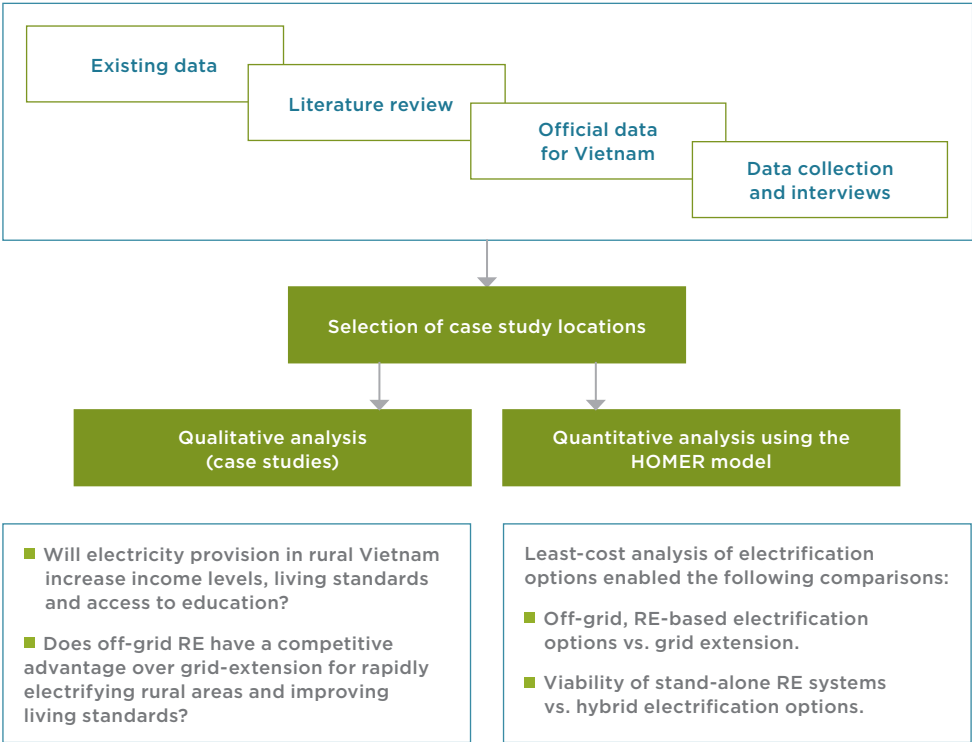 Existing data
Literature review
Official data
for Vietnam
Data collection
and interviews
Selection of case study locations
Qualitative analysis
(case studies)
Quantitative analysis using the
HOMER model
Will electricity provision in rural Vietnam
increase income levels, living standards
and access to education?
Does off-grid RE have a competitive
advantage over grid-extension for rapidly
electrifying rural areas and improving
living standards?
Least-cost analysis of electrification
options enabled the following comparisons:
Off-grid, RE-based electrification
options vs. grid extension.
Viability of stand-alone RE systems
vs. hybrid electrification options.